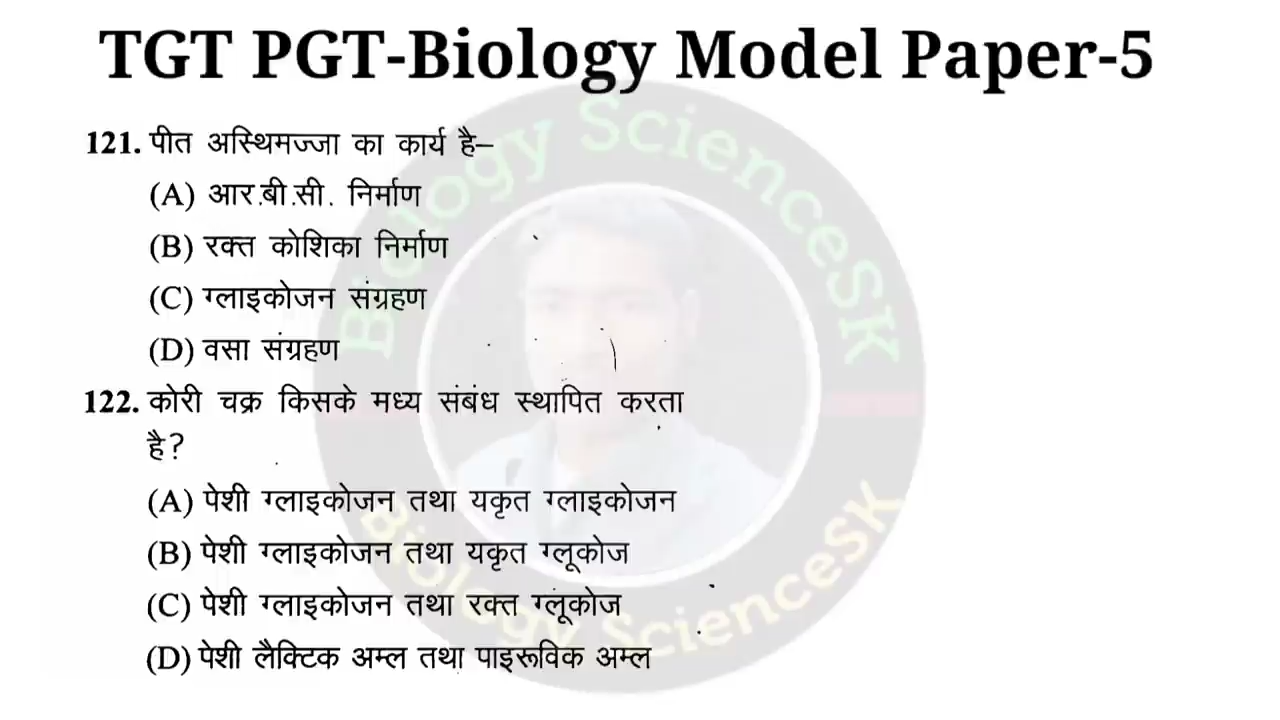 TGT PGT-Biology Model Paper-5
Biology ScienceSK
121. पीत अस्थिमज्जा का कार्य है–
(A) आर.बी.सी. निर्माण
(B) रक्त कोशिका निर्माण
(C) ग्लाइकोजन संग्रहण
(D) वसा संग्रहण
122. कोरी चक्र किसके मध्य संबंध स्थापित करता
है?
(A) पेशी ग्लाइकोजन तथा यकृत ग्लाइकोजन
(B) पेशी ग्लाइकोजन तथा यकृत ग्लूकोज
(C) पेशी ग्लाइकोजन तथा रक्त ग्लूकोज
(D) पेशी लैक्टिक अम्ल तथा पाइरूविक अम्ल
Biology ScienceSK